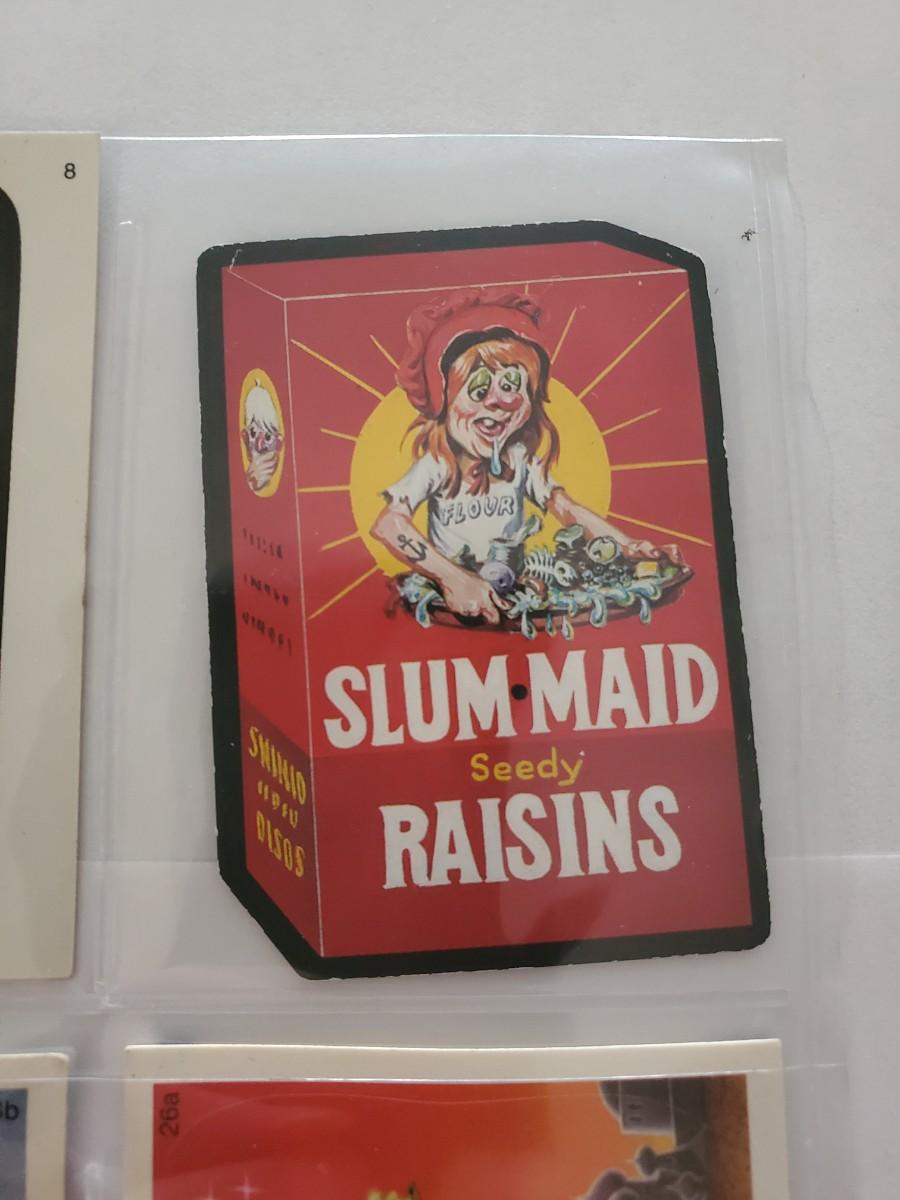 8
FLOUR
SLUM·MAID
Seedy
RAISINS
26a